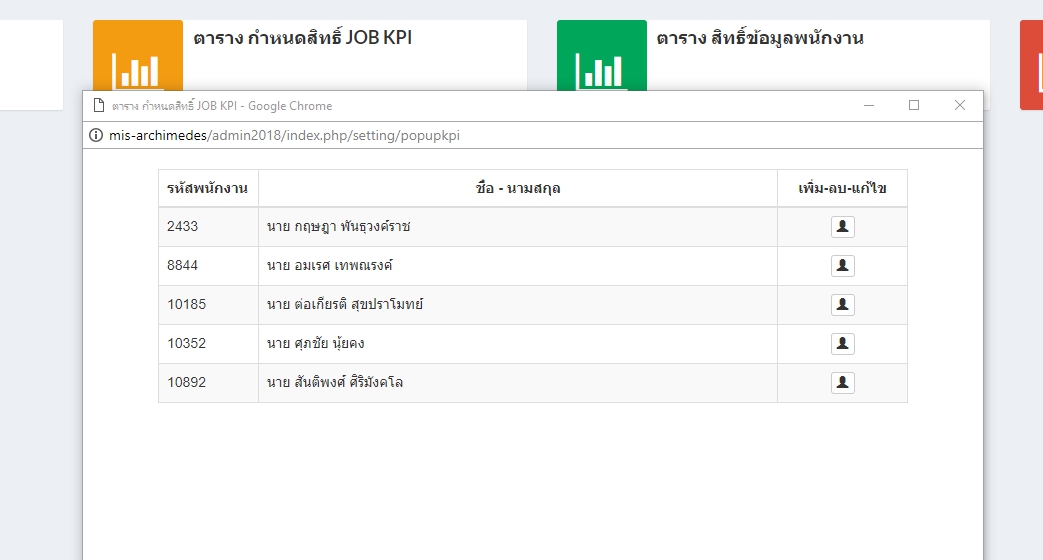 ตาราง กำหนดสิทธิ์ JOB KPI
ตาราง สิทธิ์ข้อมูลพนักงาน
ตาราง กำหนดสิทธิ์ JOB KPI - Google Chrome
mis-archimedes/admin2018/index.php/setting/popupkpi
รหัสพนักงาน ชื่อ - นามสกุล เพิ่ม-ลบ-แก้ไข
2433 นาย กฤษฎา พันธุวงค์ราช
8844 นาย อมเรศ เทพณรงค์
10185 นาย ต่อเกียรติ สุขปราโมทย์
10352 นาย ศุภชัย นุ้ยคง
10892 นาย สันติพงศ์ ศิริมังคโล